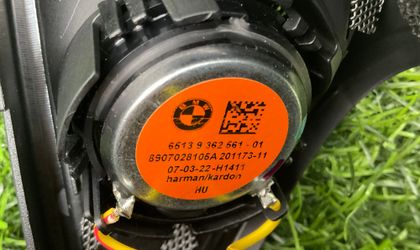 6513 9 362 561 - 01
8907028105A 201173-11
07-03-22-H1411
harman/kardon
HU